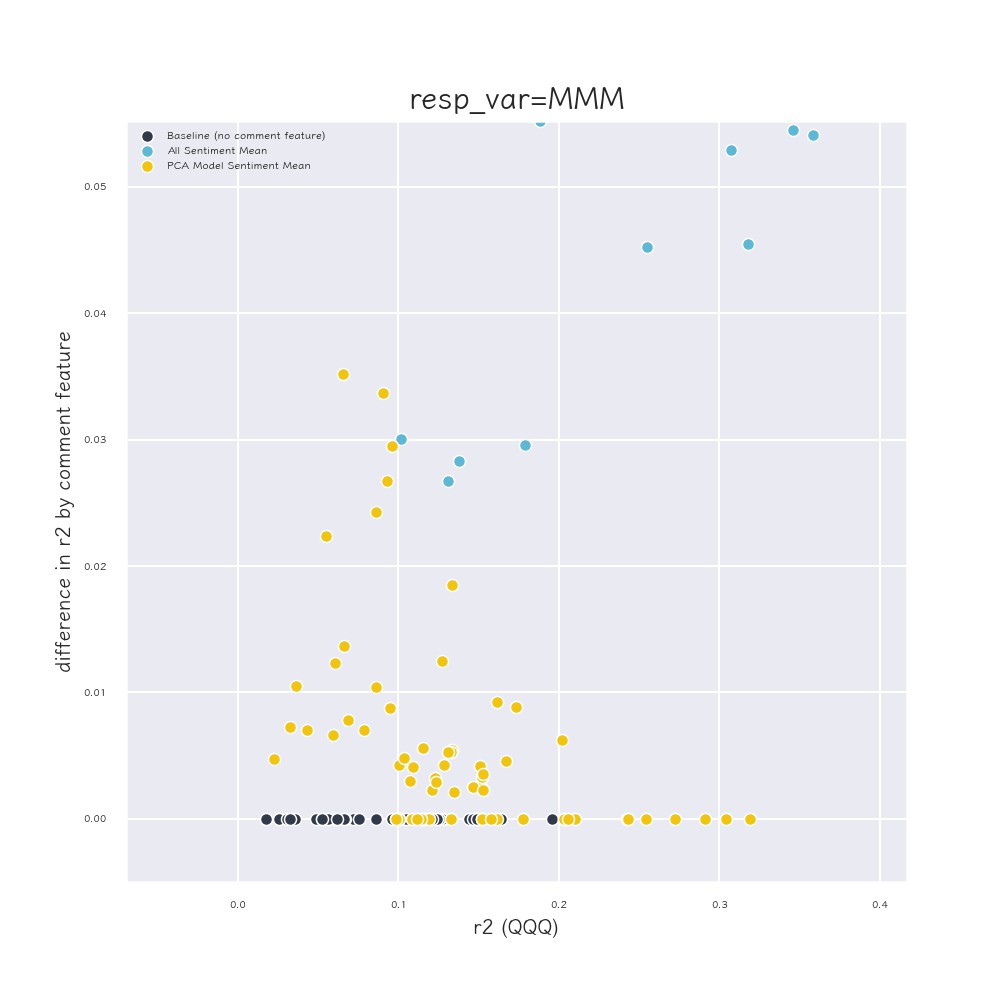 resp_var=MMM
Baseline (no comment feature)
All Sentiment Mean
PCA Model Sentiment Mean
0.05
0.04
0.03
0.02
0.01
0.00
difference in r2 by comment feature
0.0 0.1 0.2 0.3 0.4
r2 (QQQ)